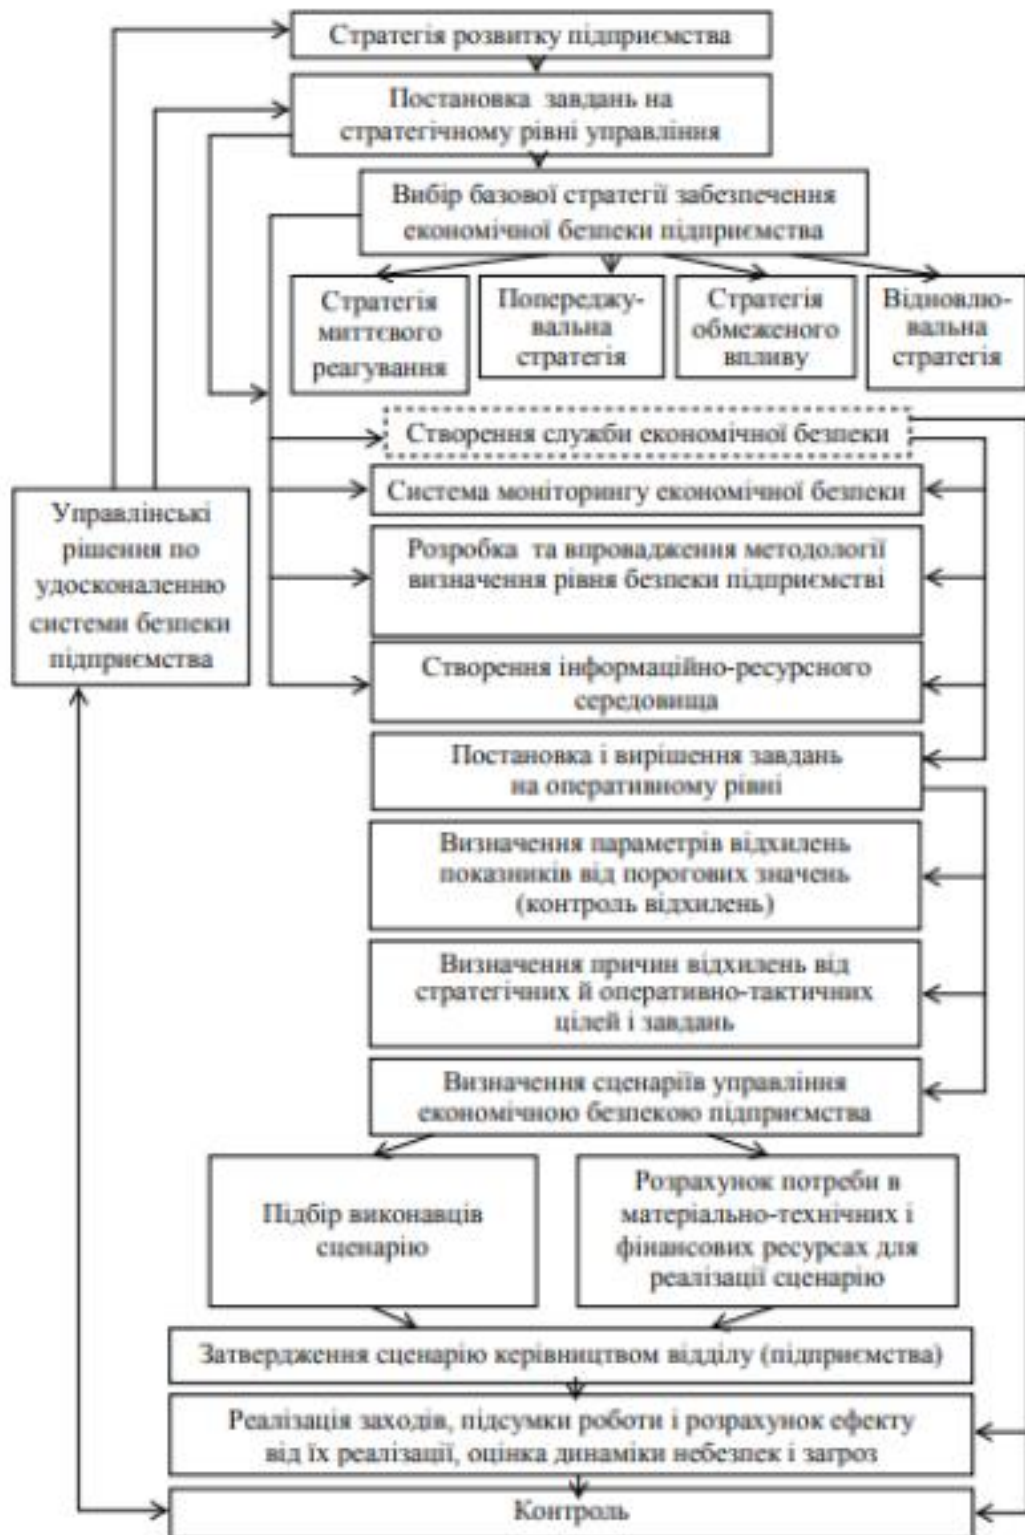 Стратегія розвитку підприємства
Постановка завдань на
стратегічному рівні управління
Вибір базової стратегії забезпечення
економічної безпеки підприємства
Стратегія
миттєвого
реагування
Попереджу-
вальна
стратегія
Стратегія
обмеженого
впливу
Відновлю-
вальна
стратегія
Створення служби економічної безпеки
Система моніторингу економічної безпеки
Управлінські
рішення по
удосконаленню
системи безпеки
підприємства
Розробка та впровадження методології
визначення рівня безпеки підприємстві
Створення інформаційно-ресурсного
середовища
Постановка і вирішення завдань
на оперативному рівні
Визначення параметрів відхилень
показників від порогових значень
(контроль відхилень)
Визначення причин відхилень від
стратегічних й оперативно-тактичних
цілей і завдань
Визначення сценаріїв управління
економічною безпекою підприємства
Підбір виконавців
сценарію
Розрахунок потреби в
матеріально-технічних і
фінансових ресурсах для
реалізації сценарію
Затвердження сценарію керівництвом відділу (підприємства)
Реалізація заходів, підсумки роботи і розрахунок ефекту
від їх реалізації, оцінка динаміки небезпек і загроз
Контроль